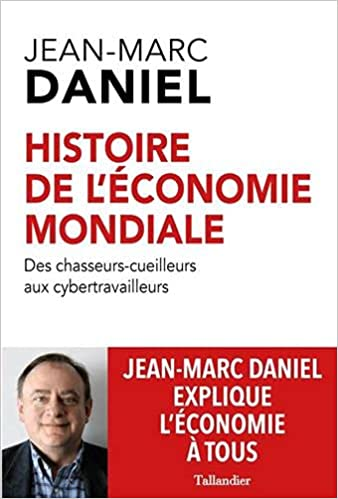 JEAN-MARC
DANIEL
HISTOIRE
DE L'ÉCONOMIE
MONDIALE
Des chasseurs-cueilleurs
aux cybertravailleurs
JEAN-MARC DANIEL
EXPLIQUE
L'ÉCONOMIE
À TOUS
Tallandier